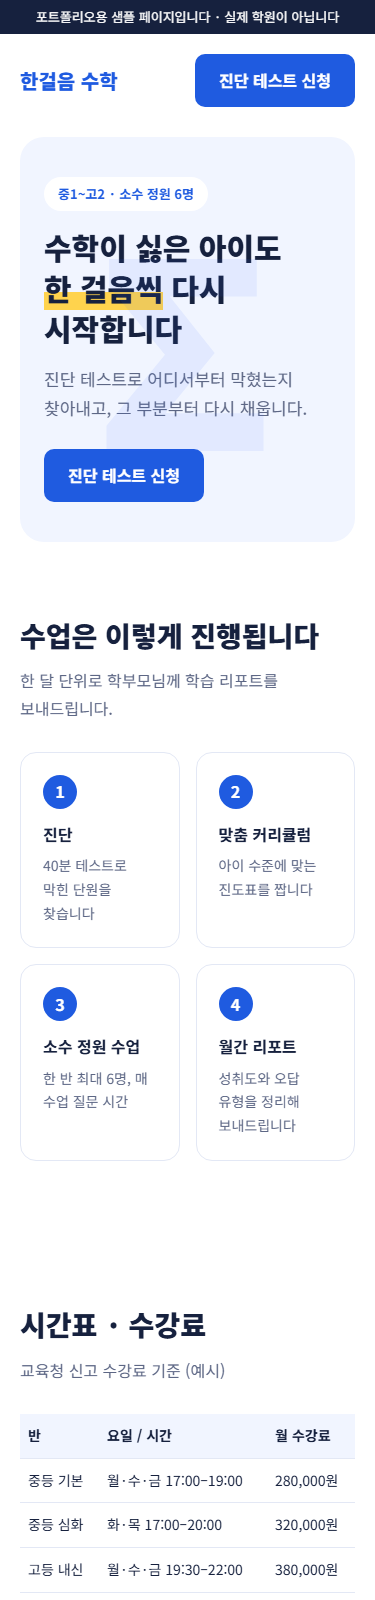 포트폴리오용 샘플 페이지입니다 · 실제 학원이 아닙니다
한걸음 수학
진단 테스트 신청
중1~고2 · 소수 정원 6명
수학이 싫은 아이도
한 걸음씩 다시
시작합니다
진단 테스트로 어디서부터 막혔는지
찾아내고, 그 부분부터 다시 채웁니다.
진단 테스트 신청
Σ
수업은 이렇게 진행됩니다
한 달 단위로 학부모님께 학습 리포트를
보내드립니다.
1
진단
40분 테스트로
막힌 단원을
찾습니다
2
맞춤 커리큘럼
아이 수준에 맞는
진도표를 짭니다
3
소수 정원 수업
한 반 최대 6명, 매
수업 질문 시간
4
월간 리포트
성취도와 오답
유형을 정리해
보내드립니다
시간표 · 수강료
교육청 신고 수강료 기준 (예시)
반 요일 / 시간 월 수강료
중등 기본 월·수·금 17:00–19:00 280,000원
중등 심화 화·목 17:00–20:00 320,000원
고등 내신 월·수·금 19:30–22:00 380,000원